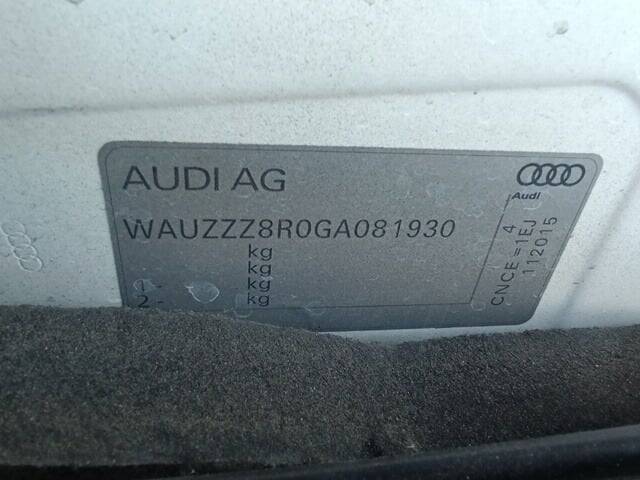 AUDI AG
Audi
WAUZZZ8R0GA081930
kg
kg
1- kg
2- kg
4
CNCE =1EJ
112015